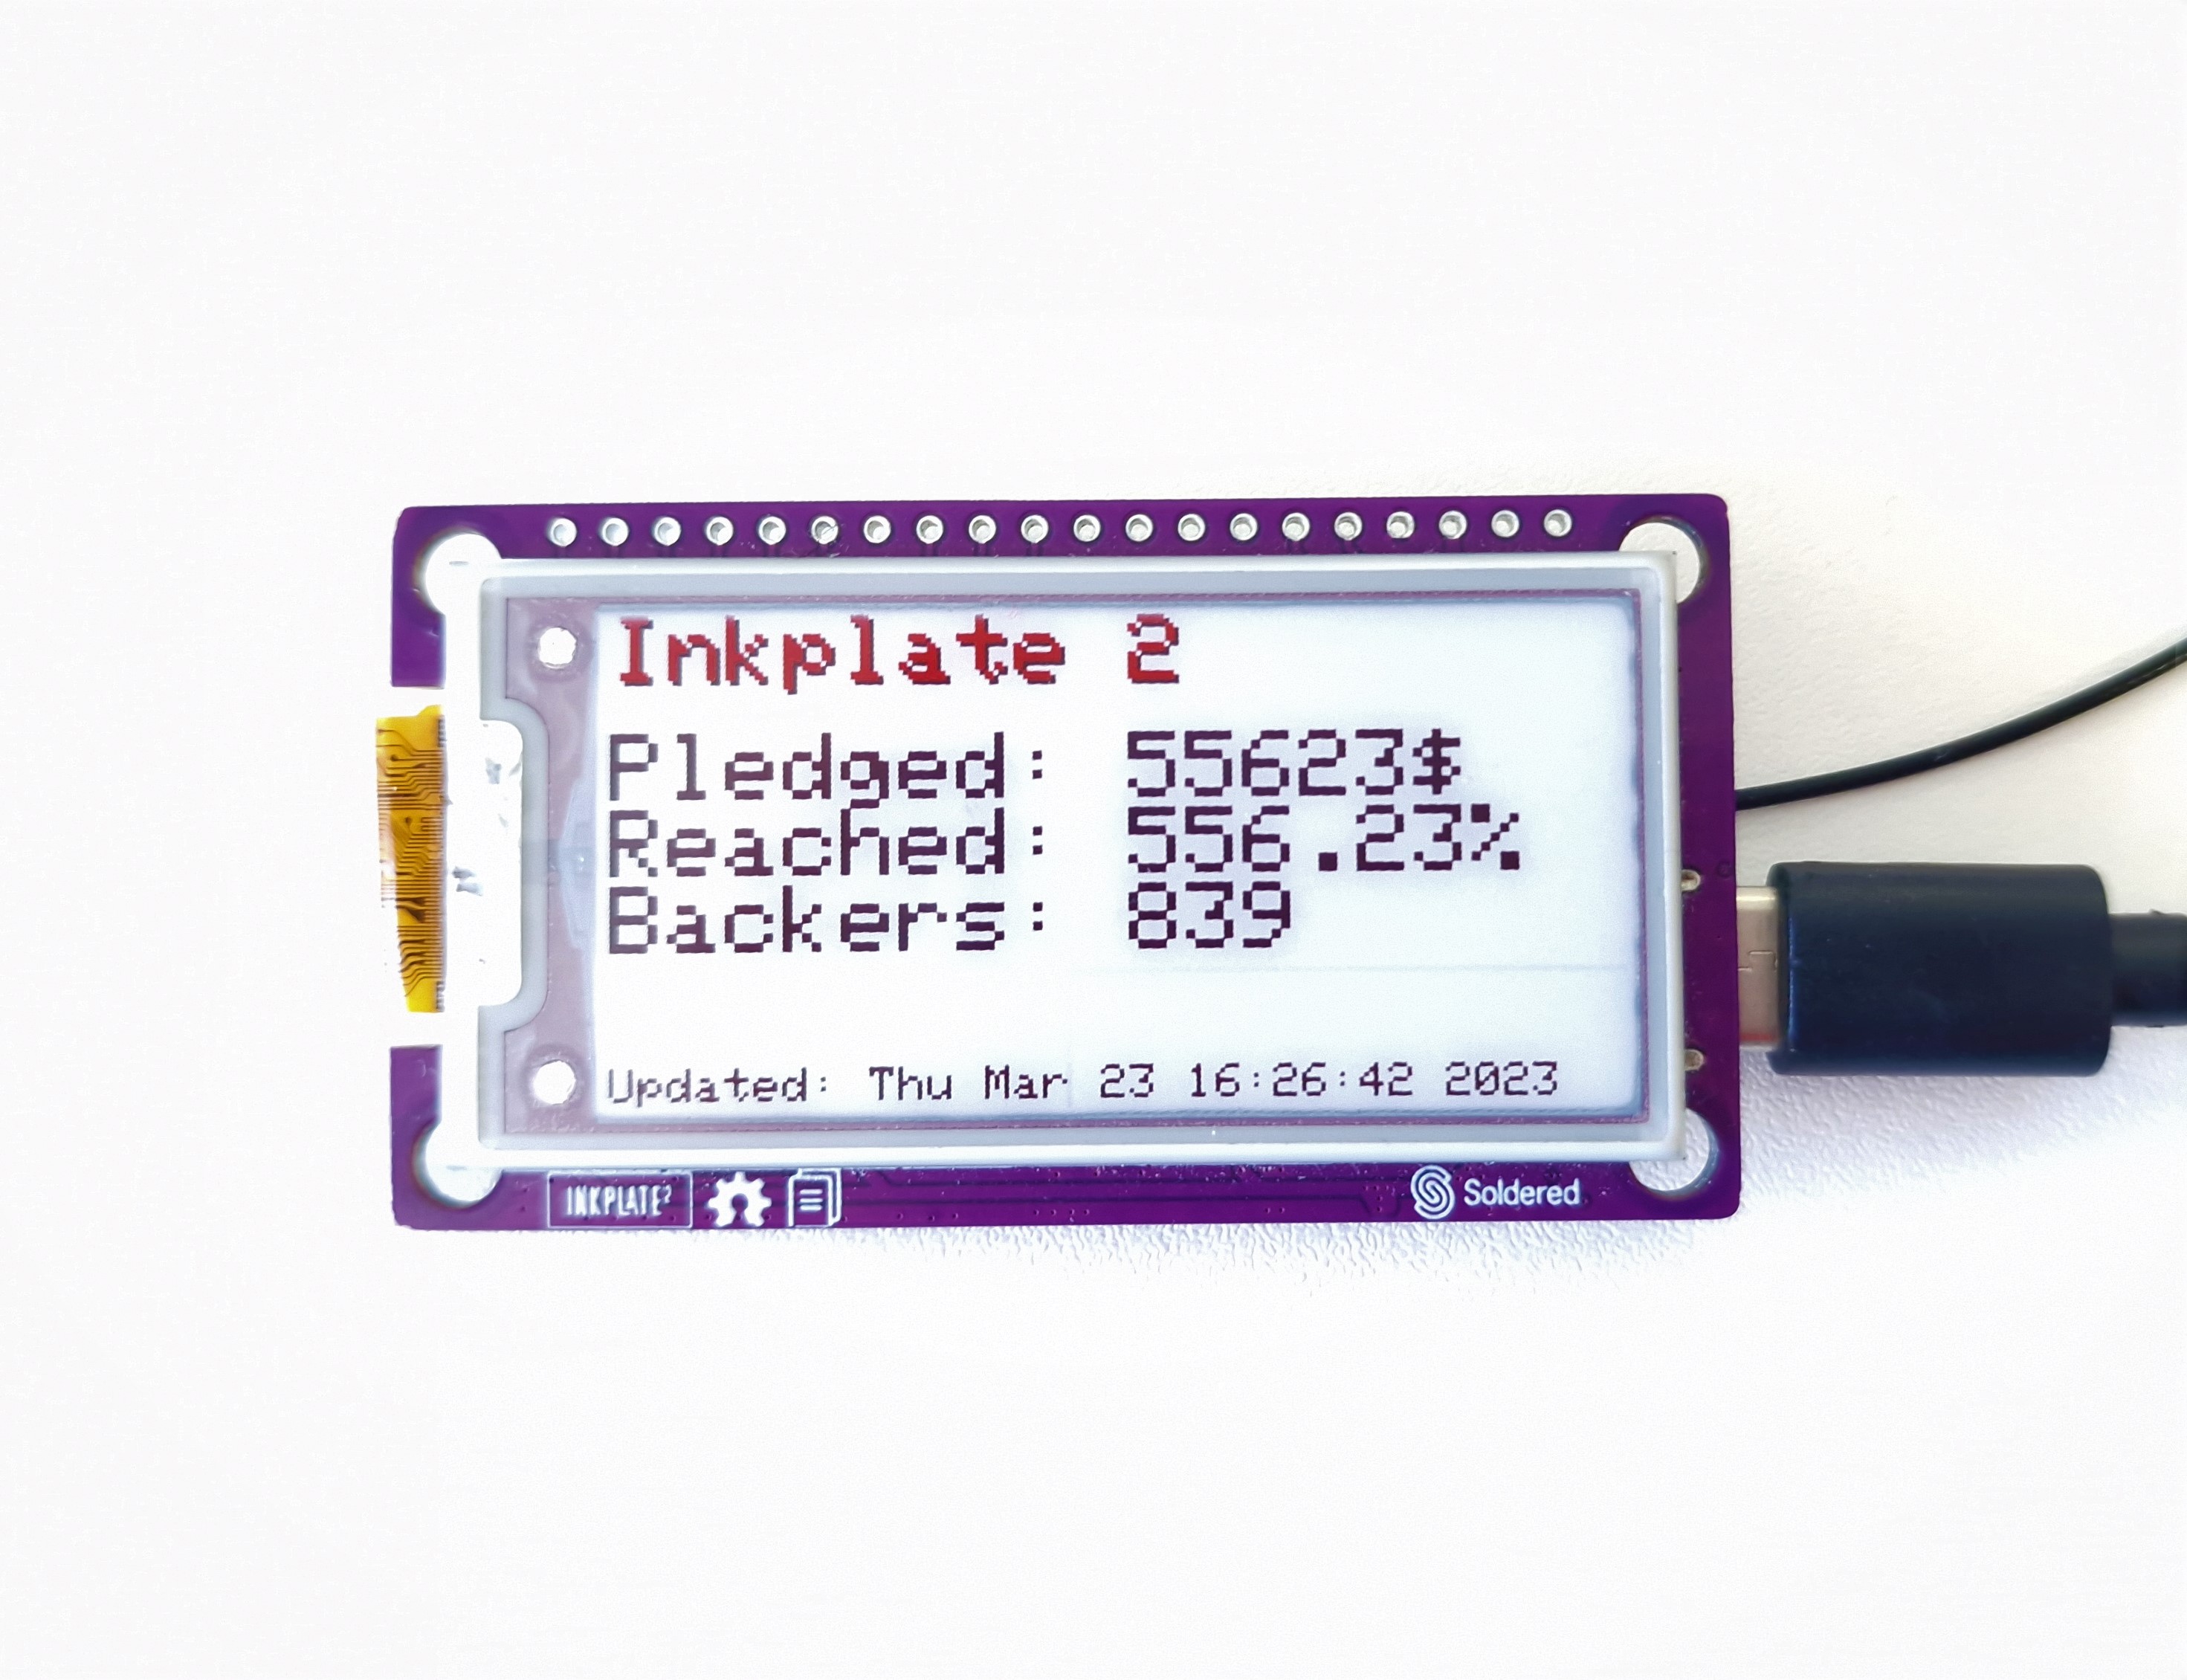 Inkplate 2
Pledged: 55623$
Reached: 556.23%
Backers: 839
Updated: Thu Mar 23 16:26:42 2023
INKPLATE2
Soldered